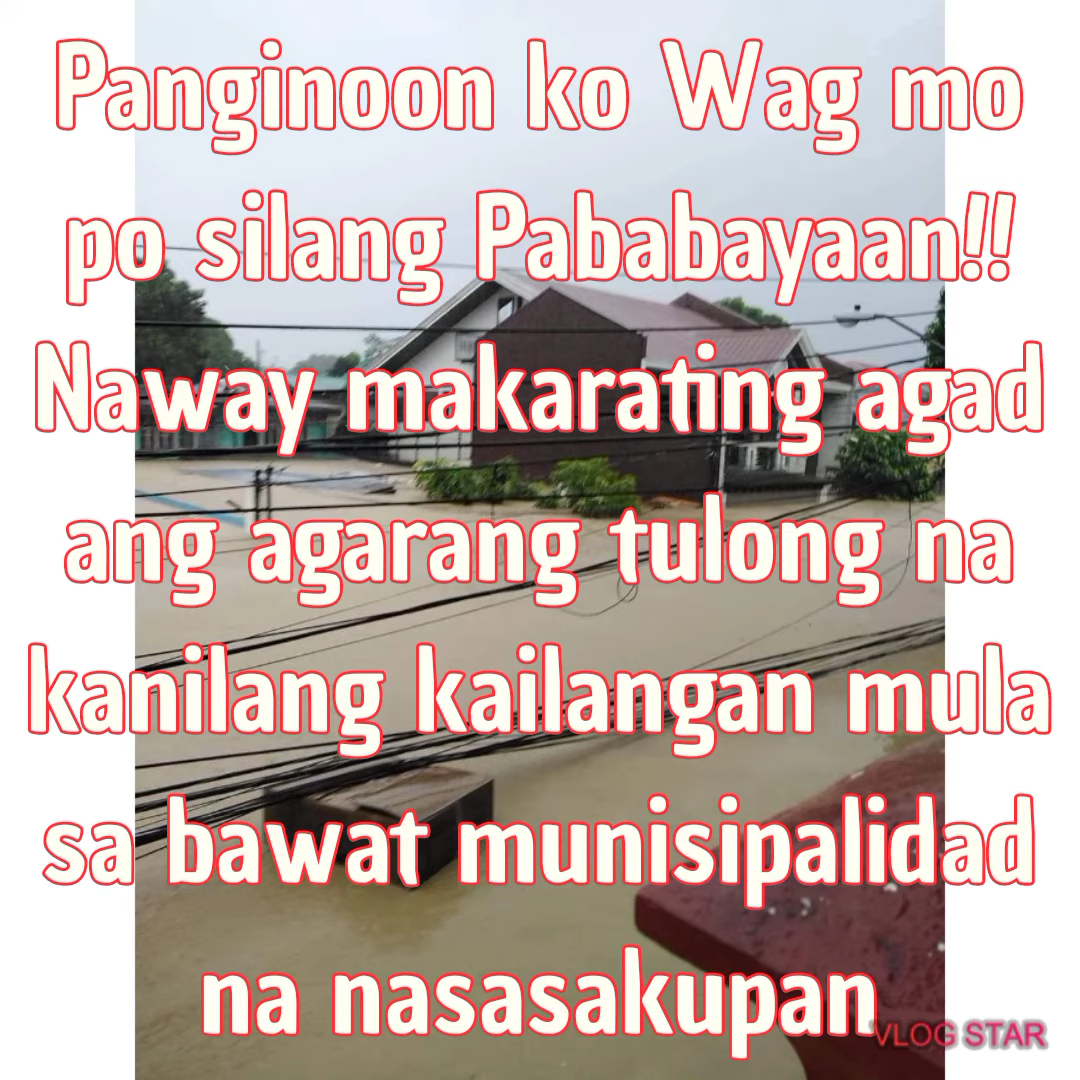 Panginoon ko Wag mo
po silang Pababayaan!!
Naway makarating agad
ang agarang tulong na
kanilang kailangan mula
sa bawat munisipalidad
na nasasakupan
VLOG STAR